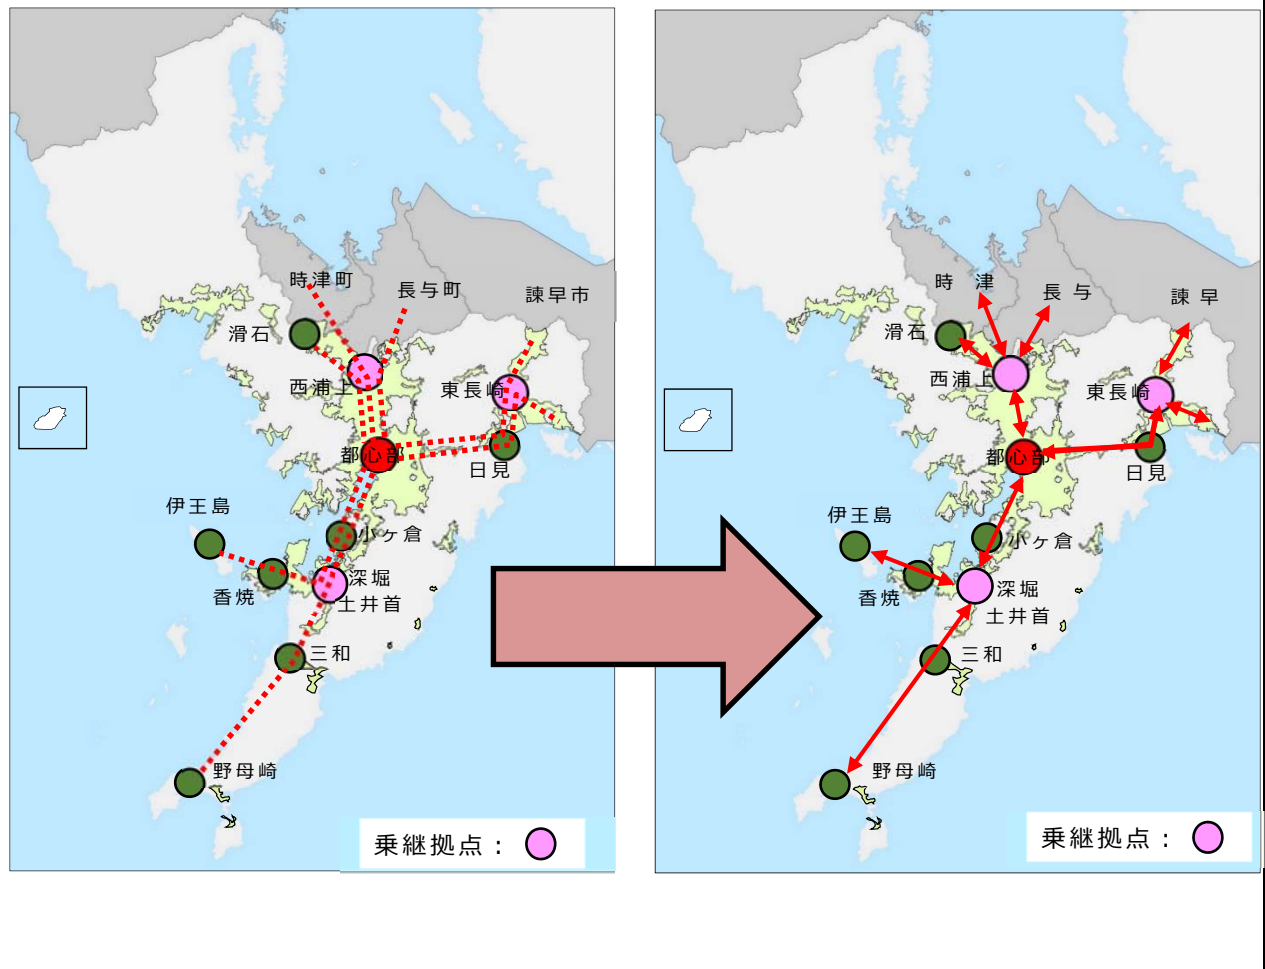 時津町
長与町
諫早市
滑石
西浦上
東長崎
都心部
日見
伊王島
小ヶ倉
香焼
深堀
土井首
三和
野母崎
乗継拠点：
時 津
長 与
諫 早
滑石
西浦上
東長崎
都心部
日見
伊王島
小ヶ倉
香焼
深堀
土井首
三和
野母崎
乗継拠点：